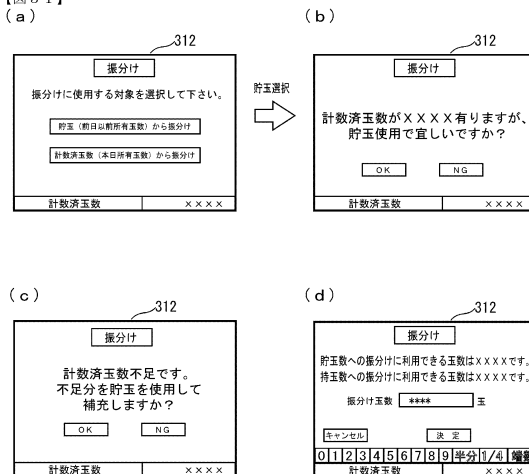 (a)
312
振分け
振分けに使用する対象を選択して下さい。
貯玉（前日以前所有玉数）から振分け
計数済玉数（本日所有玉数）から振分け
計数済玉数 ××××
貯玉選択
(b)
312
振分け
計数済玉数がＸＸＸＸ有りますが、
貯玉使用で宜しいですか？
OK NG
計数済玉数 ××××
(c)
312
振分け
計数済玉数不足です。
不足分を貯玉を使用して
補充しますか？
OK NG
計数済玉数 ××××
(d)
312
振分け
貯玉数への振分けに利用できる玉数はＸＸＸＸです。
持玉数への振分けに利用できる玉数はＸＸＸＸです。
振分け玉数 **** 玉
キャンセル 決定
0 1 2 3 4 5 6 7 8 9 半分 1/4
計数済玉数 ××××